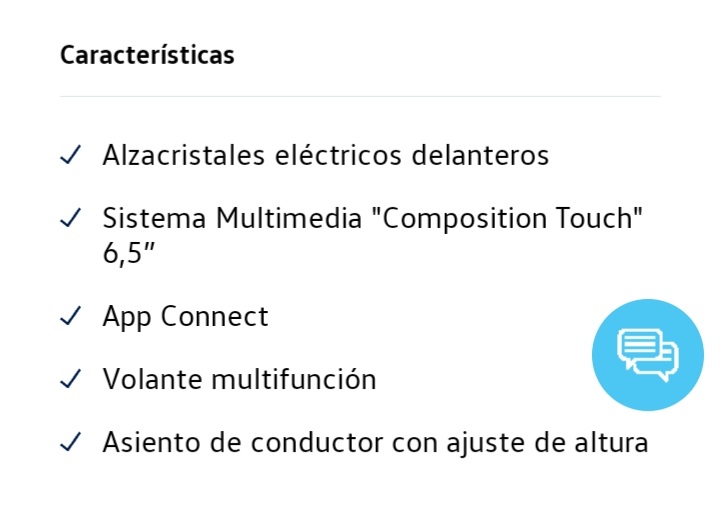 Características
Alzacristales eléctricos delanteros
Sistema Multimedia "Composition Touch"
6,5”
App Connect
Volante multifunción
Asiento de conductor con ajuste de altura